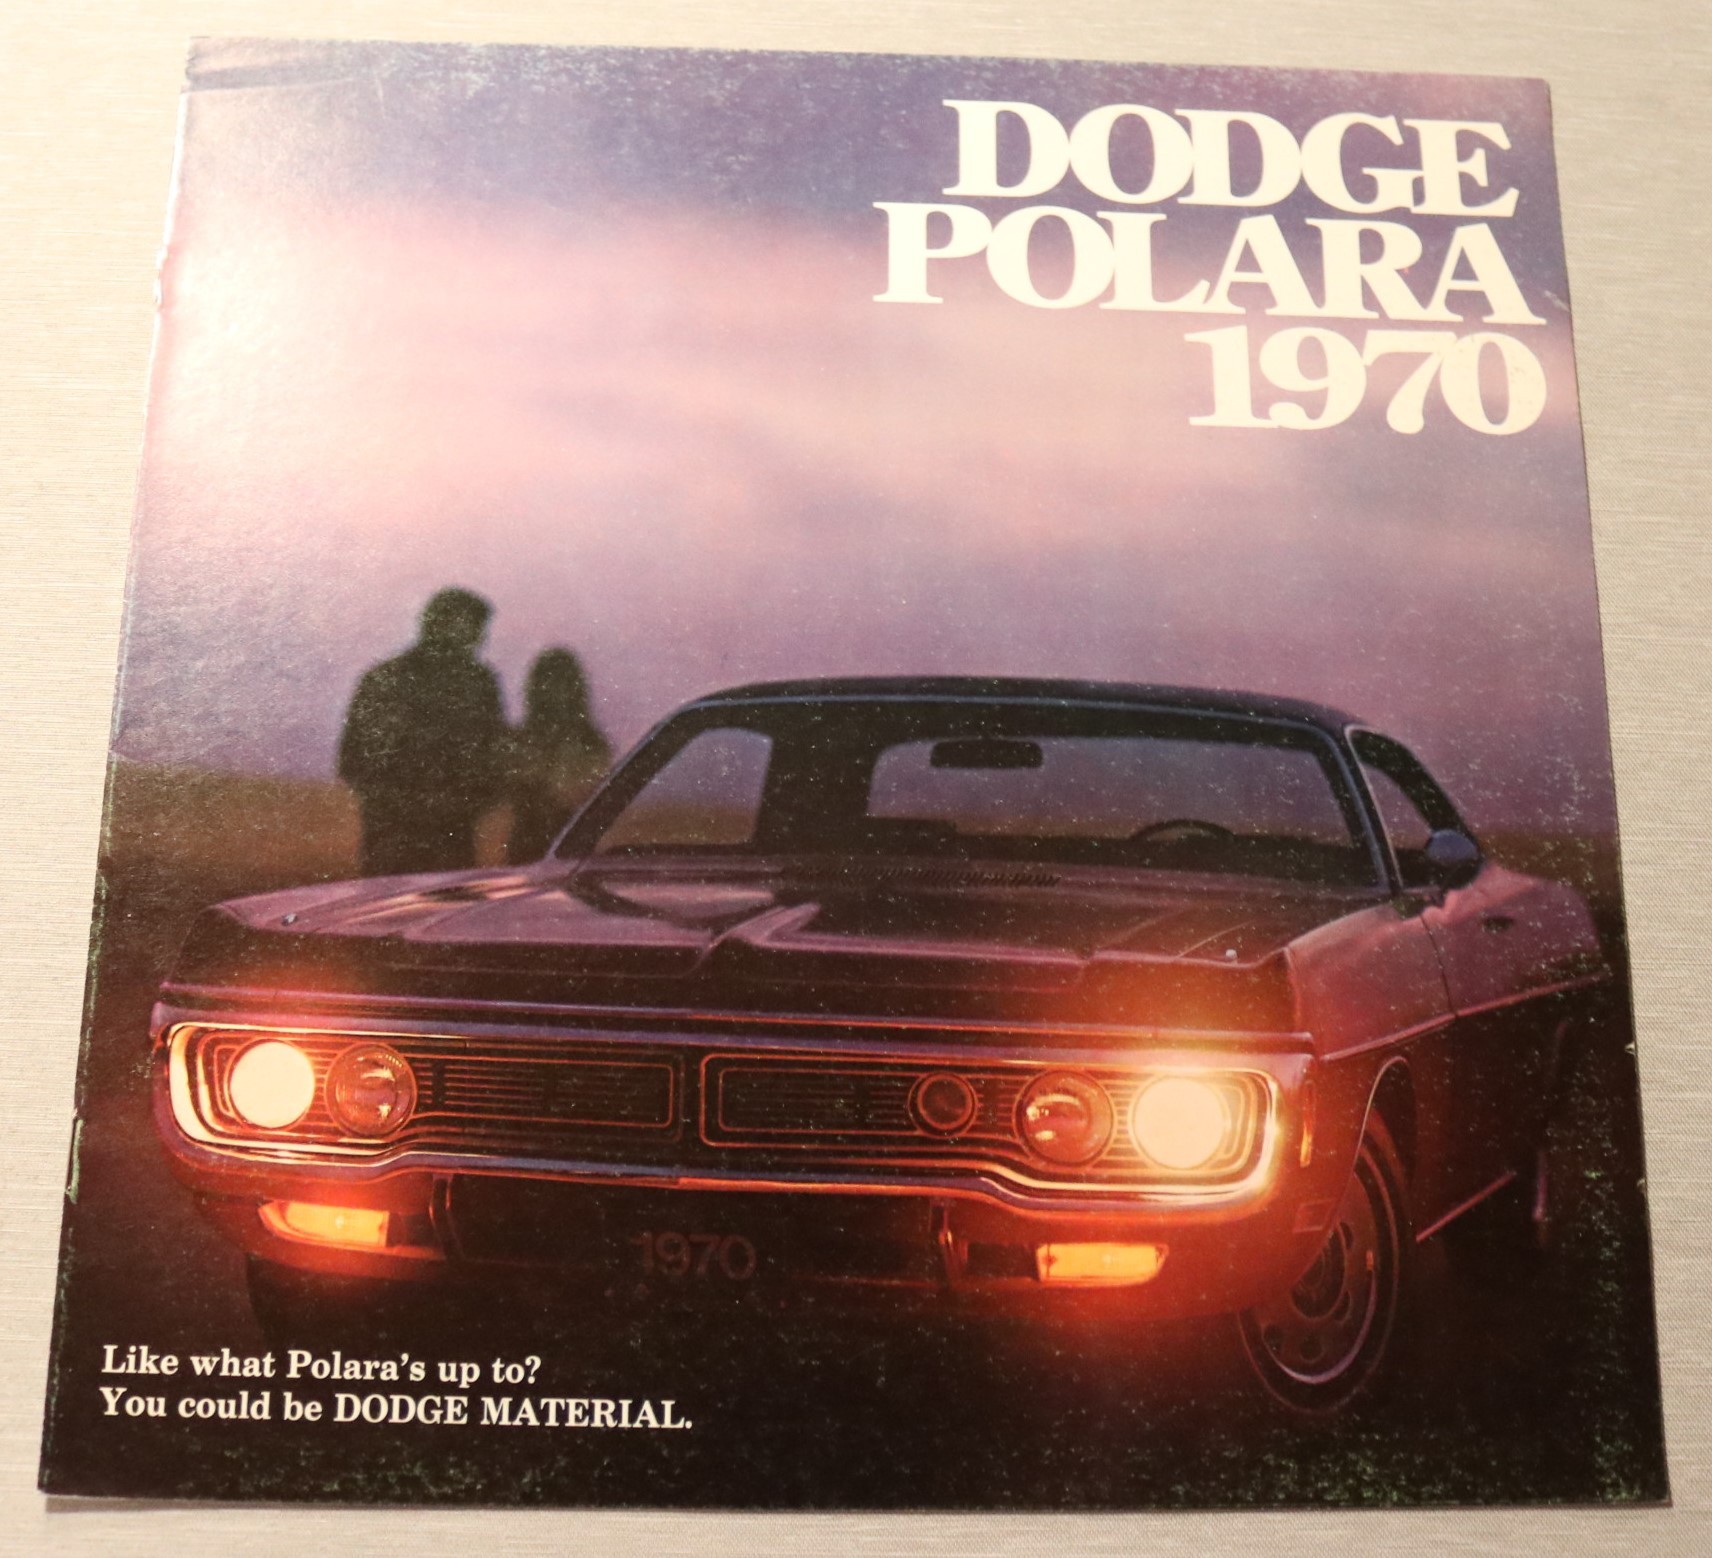 DODGE
POLARA
1970
1970
Like what Polara's up to?
You could be DODGE MATERIAL.